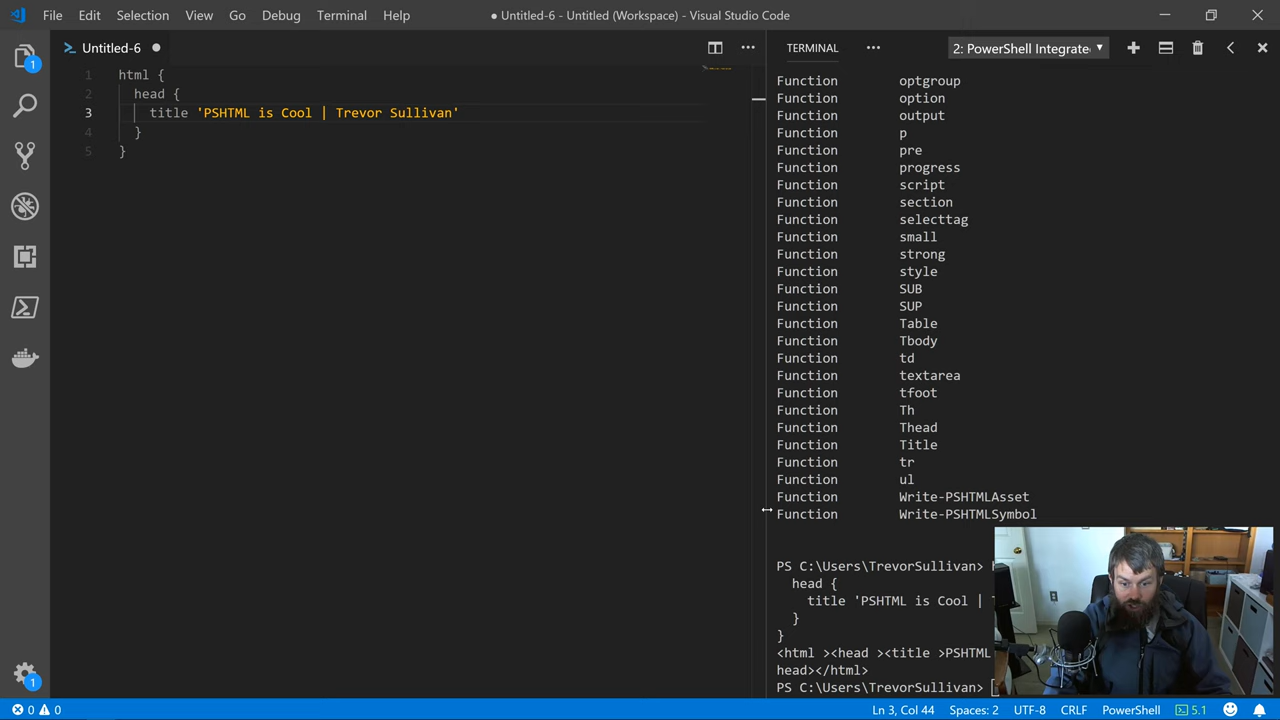 File Edit Selection View Go Debug Terminal Help
● Untitled-6 - Untitled (Workspace) - Visual Studio Code
Untitled-6
1 html {
2 head {
3 title 'PSHTML is Cool | Trevor Sullivan'
4 }
5 }
TERMINAL
2: PowerShell Integrate
Function optgroup
Function option
Function output
Function p
Function pre
Function progress
Function script
Function section
Function selecttag
Function small
Function strong
Function style
Function SUB
Function SUP
Function Table
Function Tbody
Function td
Function textarea
Function tfoot
Function Th
Function Thead
Function Title
Function tr
Function ul
Function Write-PSHTMLAsset
Function Write-PSHTMLSymbol
PS C:\Users\TrevorSullivan>
head {
title 'PSHTML is Cool |
}
}
<html ><head ><title >PSHTML
head></html>
PS C:\Users\TrevorSullivan>
1
1
0 0
Ln 3, Col 44 Spaces: 2 UTF-8 CRLF PowerShell 5.1